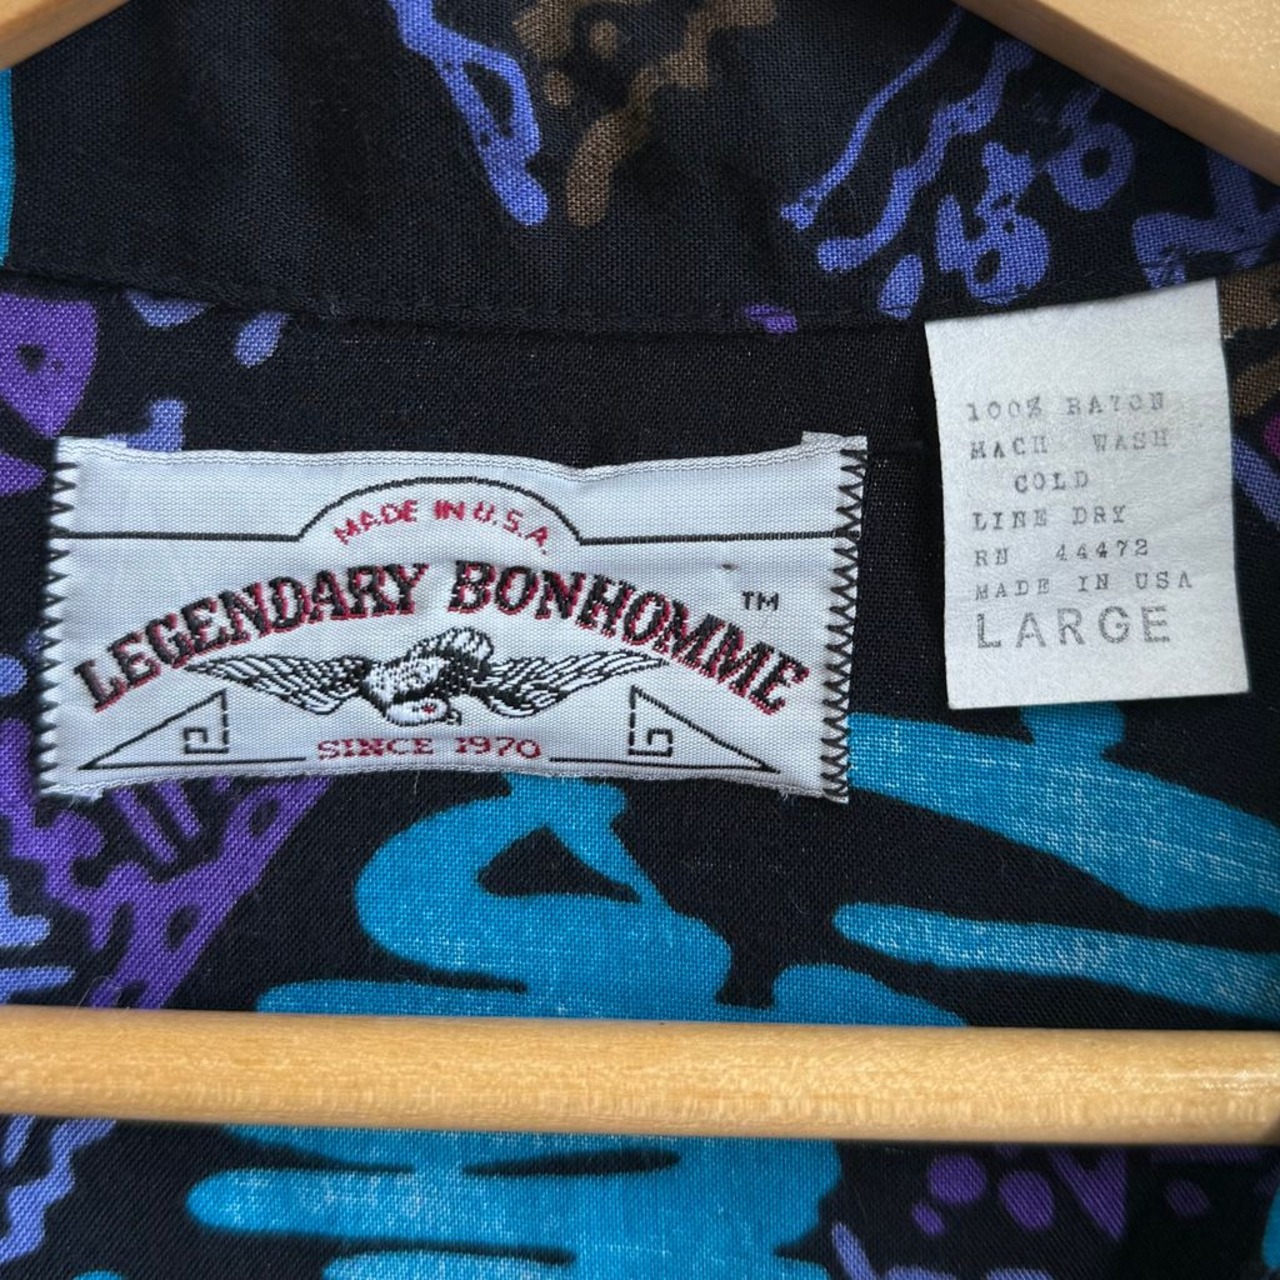 MADE IN U.S.A.
LEGENDARY BONHOMME ™
SINCE 1970
100% RAYON
MACH WASH
COLD
LINE DRY
RN 44472
MADE IN USA
LARGE